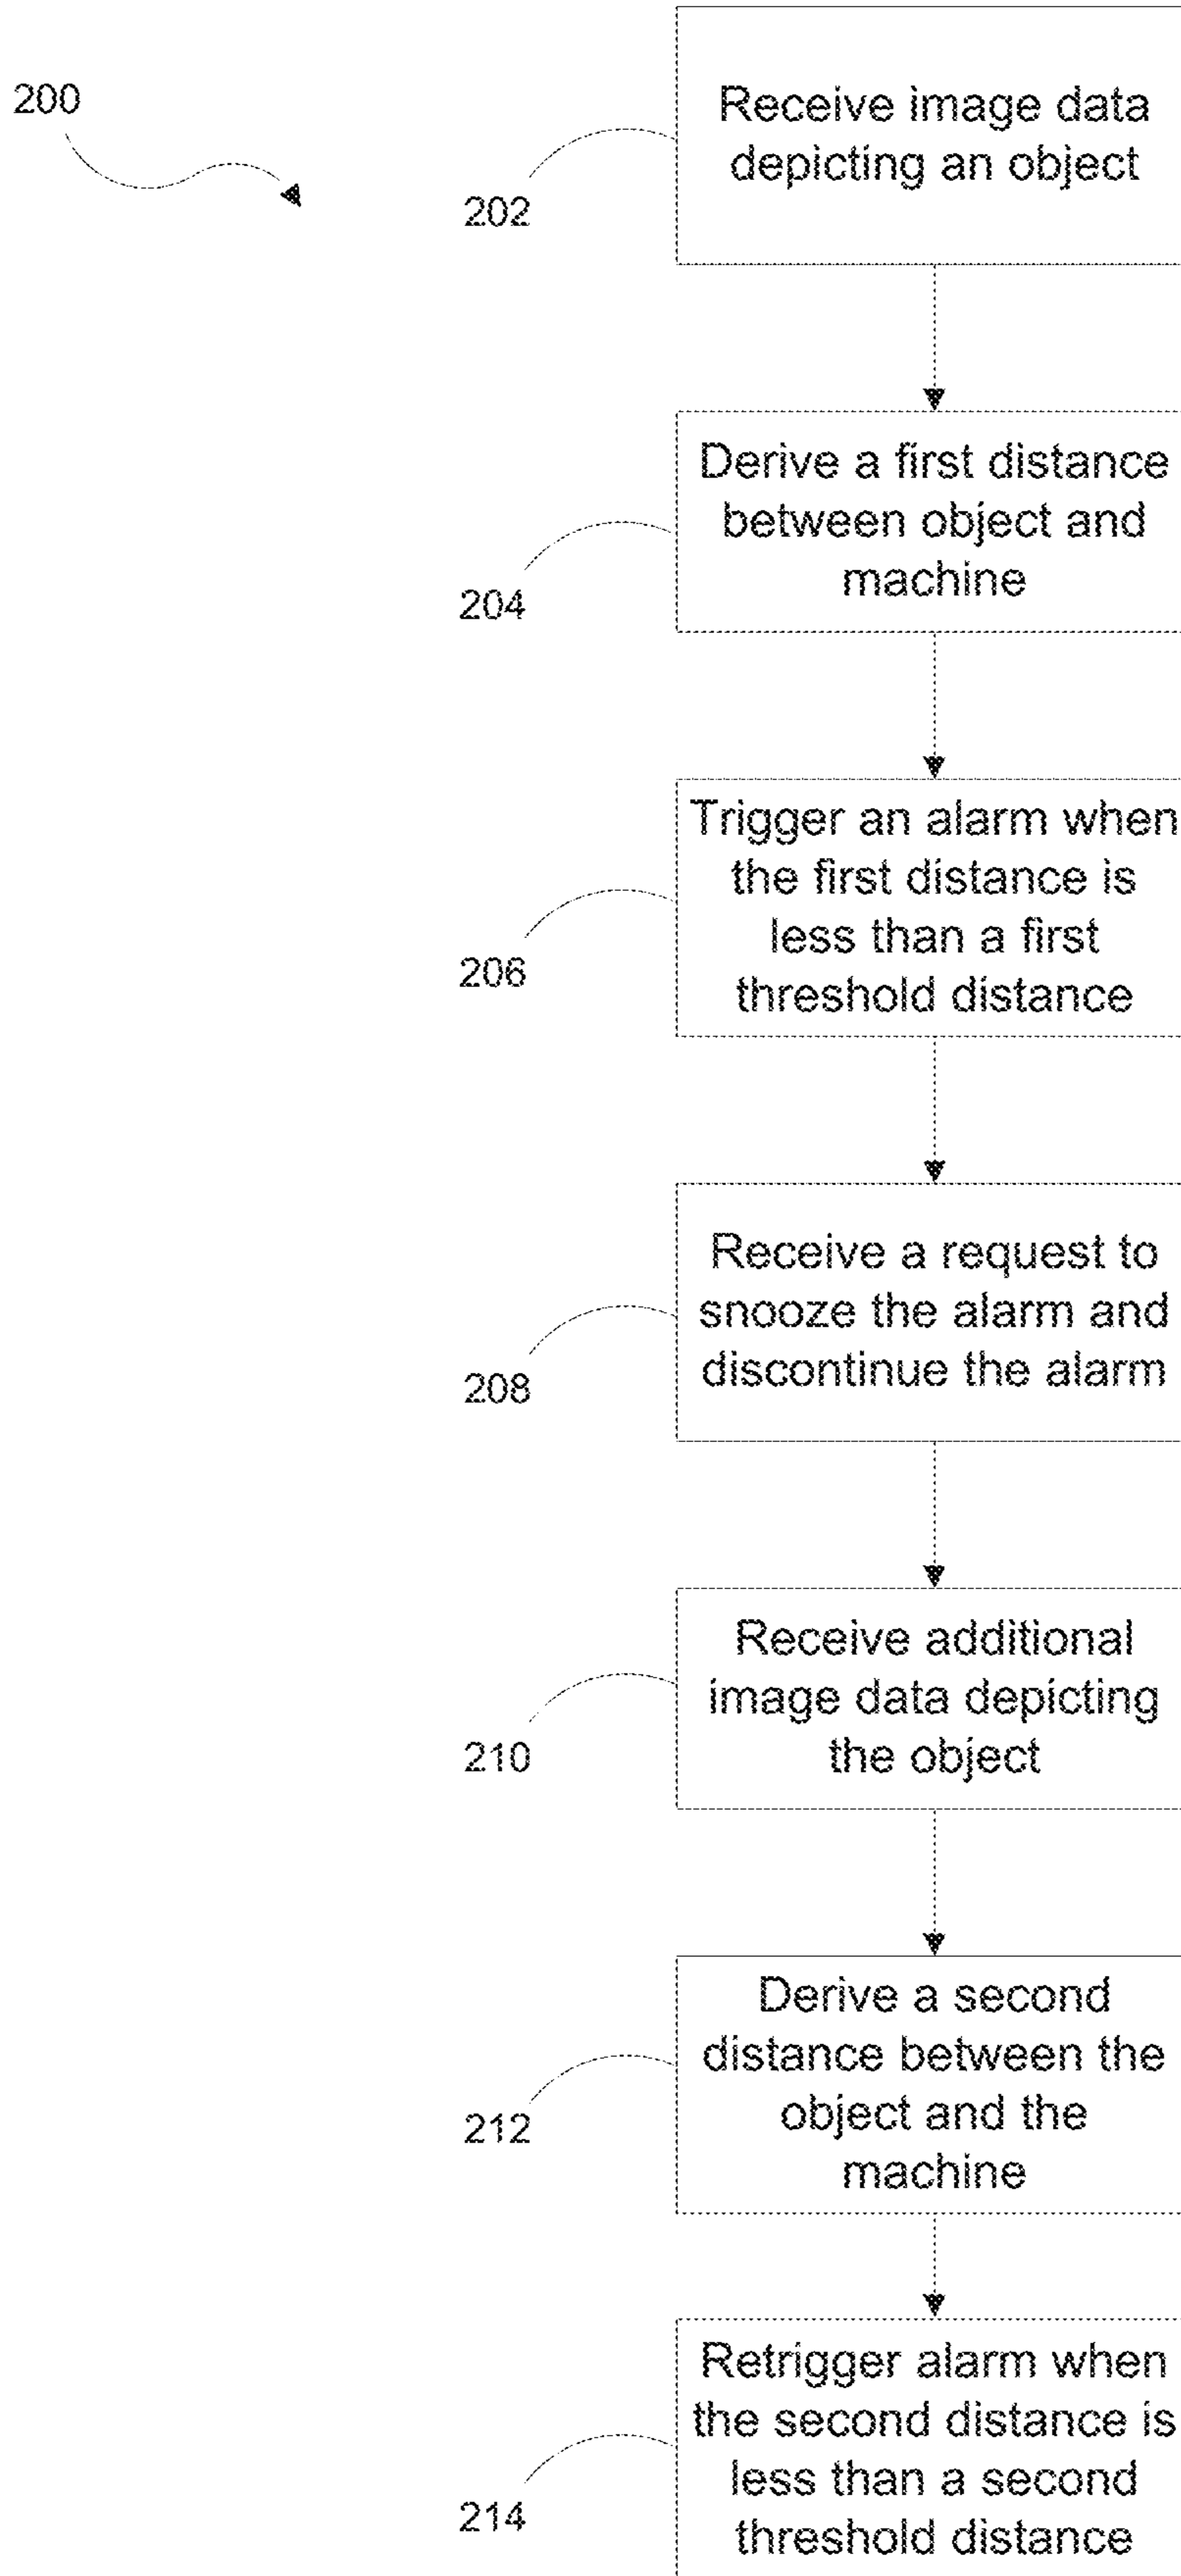 200
Receive image data
depicting an object
202
Derive a first distance
between object and
machine
204
Trigger an alarm when
the first distance is
less than a first
threshold distance
206
Receive a request to
snooze the alarm and
discontinue the alarm
208
Receive additional
image data depicting
the object
210
Derive a second
distance between the
object and the
machine
212
Retrigger alarm when
the second distance is
less than a second
threshold distance
214